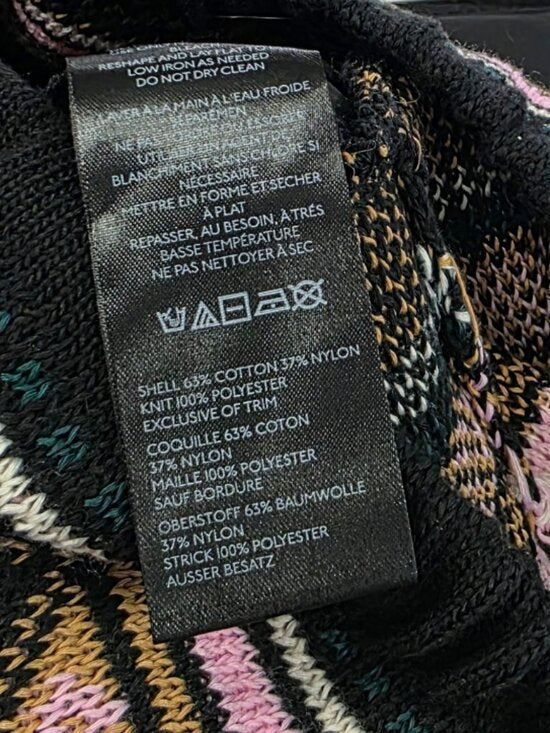 RESHAPE AND LAY FLAT TO
LOW IRON AS NEEDED
DO NOT DRY CLEAN
LAVER À LA MAIN À L'EAU FROIDE
SÉPARÉMENT
NE PAS TORDRE OU ESSORER
UTILISER UN AGENT DE
BLANCHIMENT SANS CHLORE SI
NÉCESSAIRE
METTRE EN FORME ET SÉCHER
À PLAT
REPASSER, AU BESOIN, À TRÉS
BASSE TEMPÉRATURE
NE PAS NETTOYER À SEC
SHELL 63% COTTON 37% NYLON
KNIT 100% POLYESTER
EXCLUSIVE OF TRIM
COQUILLE 63% COTON
37% NYLON
MAILLE 100% POLYESTER
SAUF BORDURE
OBERSTOFF 63% BAUMWOLLE
37% NYLON
STRICK 100% POLYESTER
AUSSER BESATZ